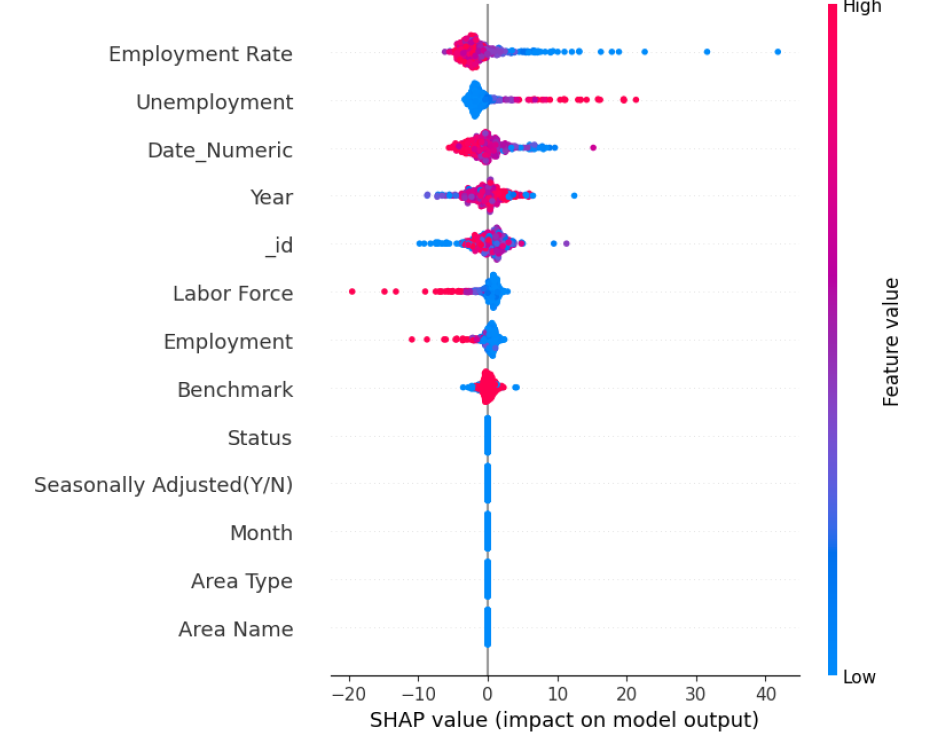 High
Employment Rate
Unemployment
Date_Numeric
Year
_id
Labor Force
Employment
Benchmark
Status
Seasonally Adjusted(Y/N)
Month
Area Type
Area Name
Feature value
Low
−20 −10 0 10 20 30 40
SHAP value (impact on model output)